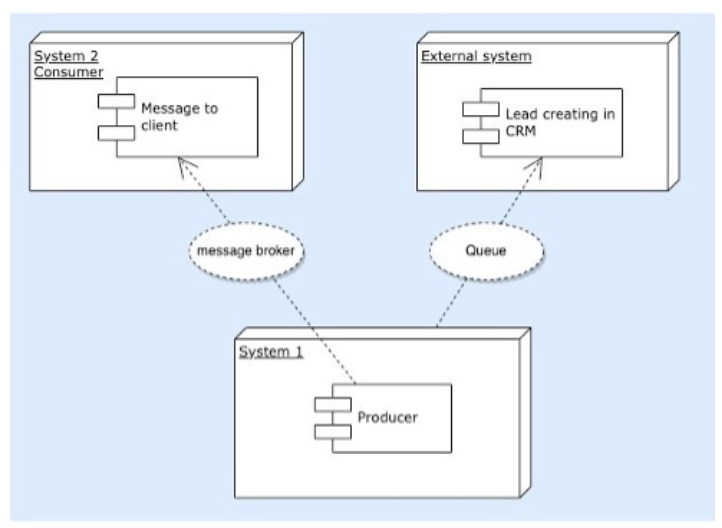 System 2
Consumer
Message to
client
External system
Lead creating in
CRM
message broker
Queue
System 1
Producer